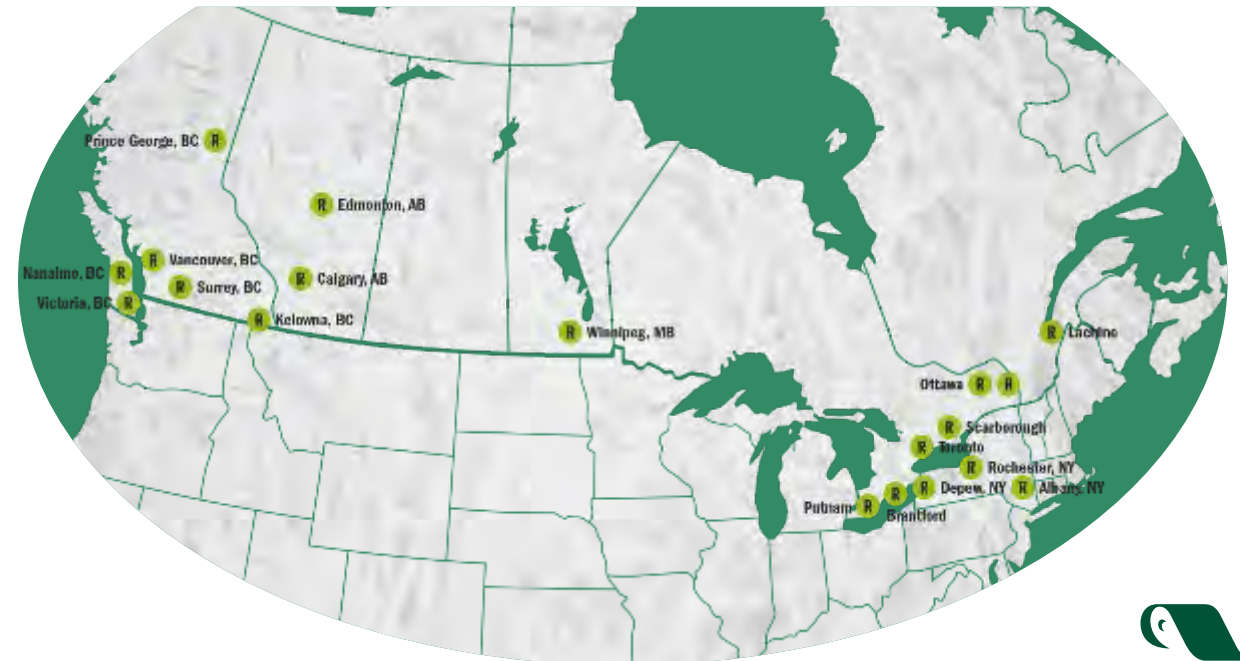 Prince George, BC R
R Edmonton, AB
R Vancouver, BC
Nanaimo, BC R
R Surrey, BC
R Calgary, AB
Victoria, BC R
R Kelowna, BC
R Winnipeg, MB
R Lachine
Ottawa R R
R Scarborough
R Toronto
R Rochester, NY
R Depew, NY
R Albany, NY
Putnam R
R Brantford